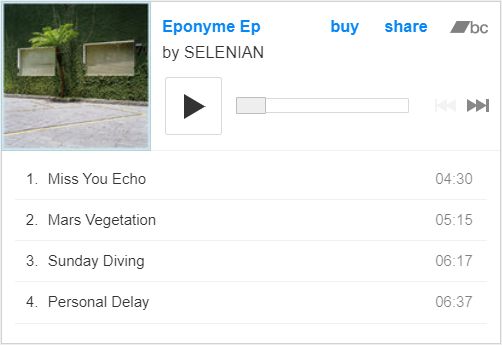 Eponyme Ep buy share bc
by SELENIAN
1. Miss You Echo 04:30
2. Mars Vegetation 05:15
3. Sunday Diving 06:17
4. Personal Delay 06:37